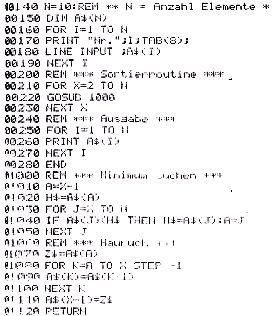 00140 N=10:REM ** N = Anzahl Elemente *
00150 DIM A$(N)
00160 FOR I=1 TO N
00170 PRINT "Nr.";I;TAB(8);
00180 LINE INPUT ;A$(I)
00190 NEXT I
00200 REM *** Sortierroutine ***
00210 FOR X=2 TO N
00220 GOSUB 1000
00230 NEXT X
00240 REM *** Ausgabe ***
00250 FOR I=1 TO N
00260 PRINT A$(I)
00270 NEXT I
00280 END
01000 REM *** Minimum suchen ***
01010 A=X-1
01020 H$=A$(A)
01030 FOR J=X TO N
01040 IF A$(J)<H$ THEN H$=A$(J):A=J
01050 NEXT J
01060 REM ***
01070 Z$=A$(A)
01080 FOR K=A TO X STEP -1
01090 A$(K)=A$(K-1)
01100 NEXT K
01110 A$(X-1)=Z$
01120 RETURN